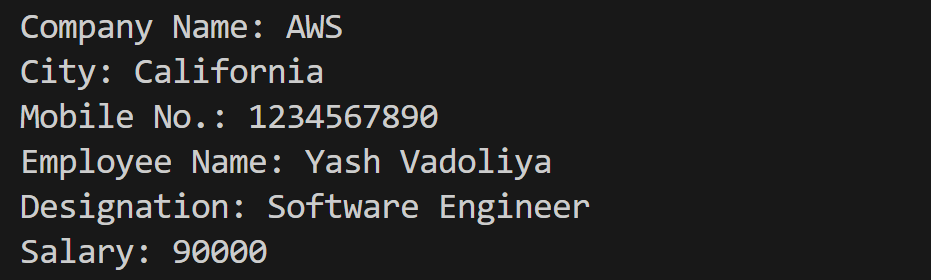 Company Name: AWS
City: California
Mobile No.: 1234567890
Employee Name: Yash Vadoliya
Designation: Software Engineer
Salary: 90000